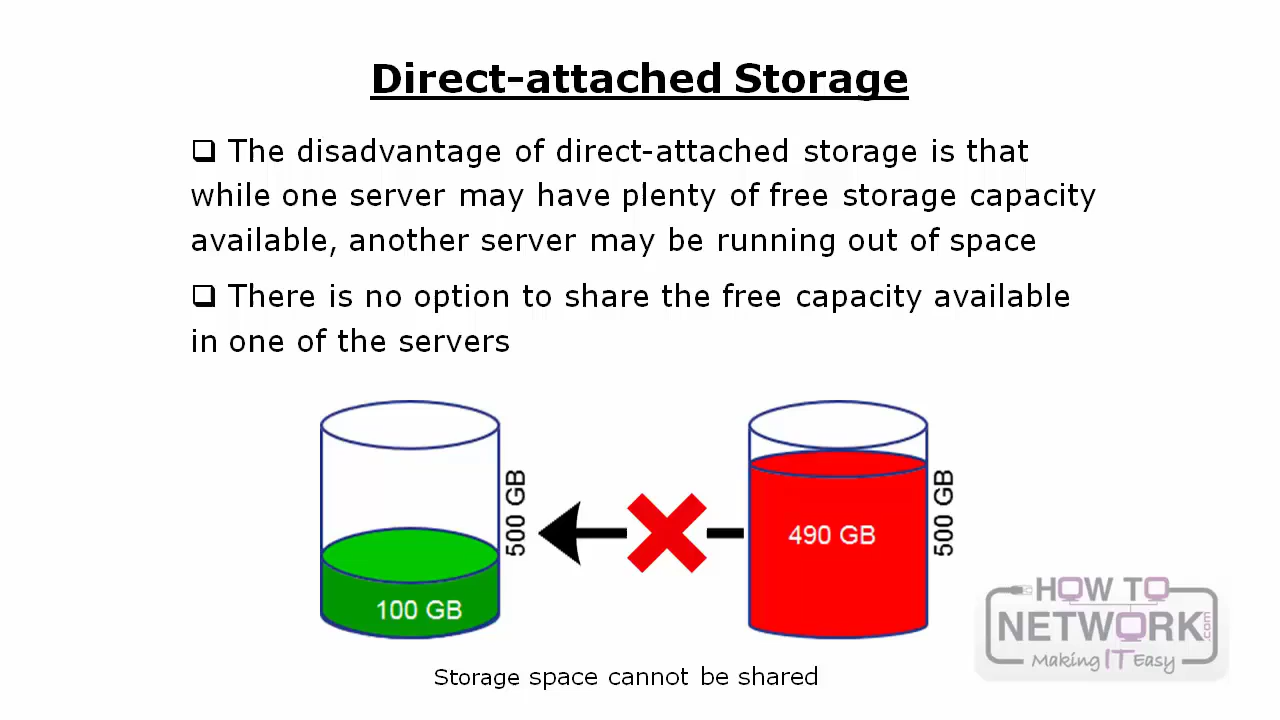 Direct-attached Storage
❑ The disadvantage of direct-attached storage is that
while one server may have plenty of free storage capacity
available, another server may be running out of space
❑ There is no option to share the free capacity available
in one of the servers
500 GB
100 GB
490 GB
500 GB
Storage space cannot be shared
HOW TO
NETWORK.com
Making IT Easy